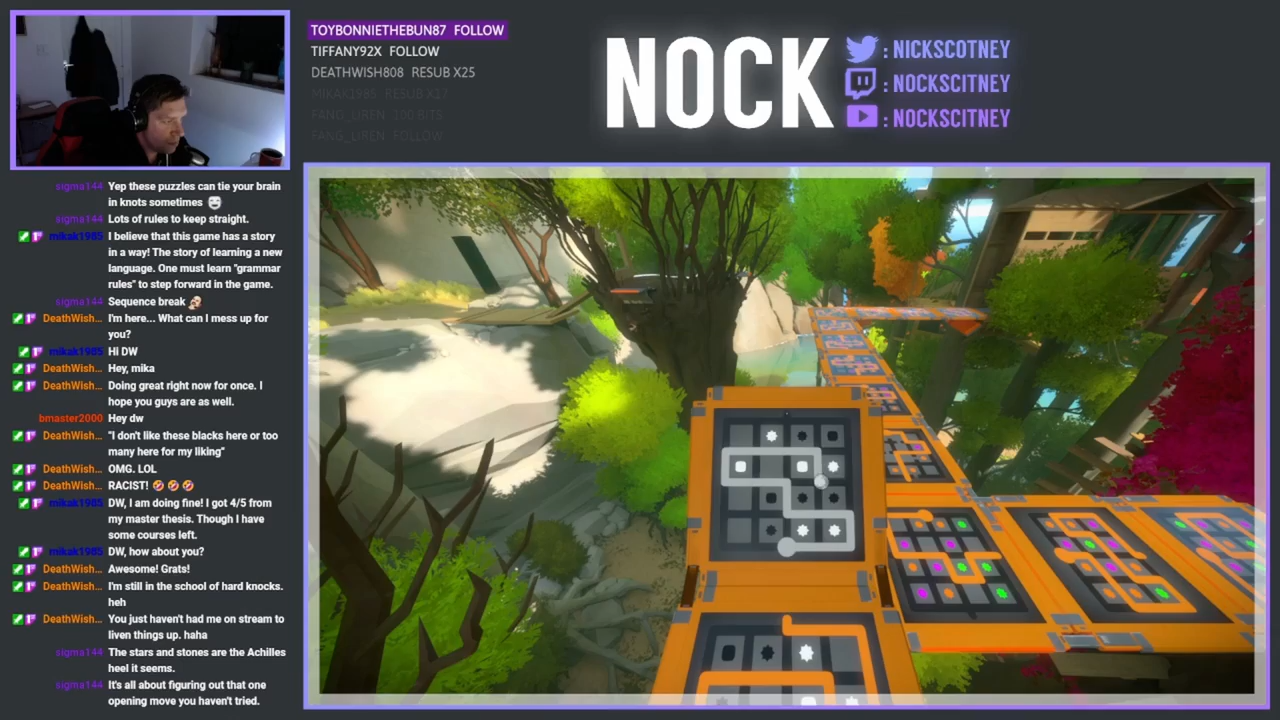 TOYBONNIETHEBUN87 FOLLOW
TIFFANY92X FOLLOW
DEATHWISH808 RESUB X25
MIKAK1985 RESUB X17
FANG_LIREN 100 BITS
FANG_LIREN FOLLOW
NOCK
: NICKSCOTNEY
: NOCKSCITNEY
: NOCKSCITNEY
sigma144 Yep these puzzles can tie your brain
in knots sometimes
sigma144 Lots of rules to keep straight.
mikak1985 I believe that this game has a story
in a way! The story of learning a new
language. One must learn "grammar
rules" to step forward in the game.
sigma144 Sequence break
DeathWish... I'm here... What can I mess up for
you?
mikak1985 Hi DW
DeathWish... Hey, mika
DeathWish... Doing great right now for once. I
hope you guys are as well.
bmaster2000 Hey dw
DeathWish... "I don't like these blacks here or too
many here for my liking"
DeathWish... OMG. LOL
DeathWish... RACIST! 🤣 🤣 🤣
mikak1985 DW, I am doing fine! I got 4/5 from
my master thesis. Though I have
some courses left.
mikak1985 DW, how about you?
DeathWish... Awesome! Grats!
DeathWish... I'm still in the school of hard knocks.
heh
DeathWish... You just haven't had me on stream to
liven things up. haha
sigma144 The stars and stones are the Achilles
heel it seems.
sigma144 It's all about figuring out that one
opening move you haven't tried.